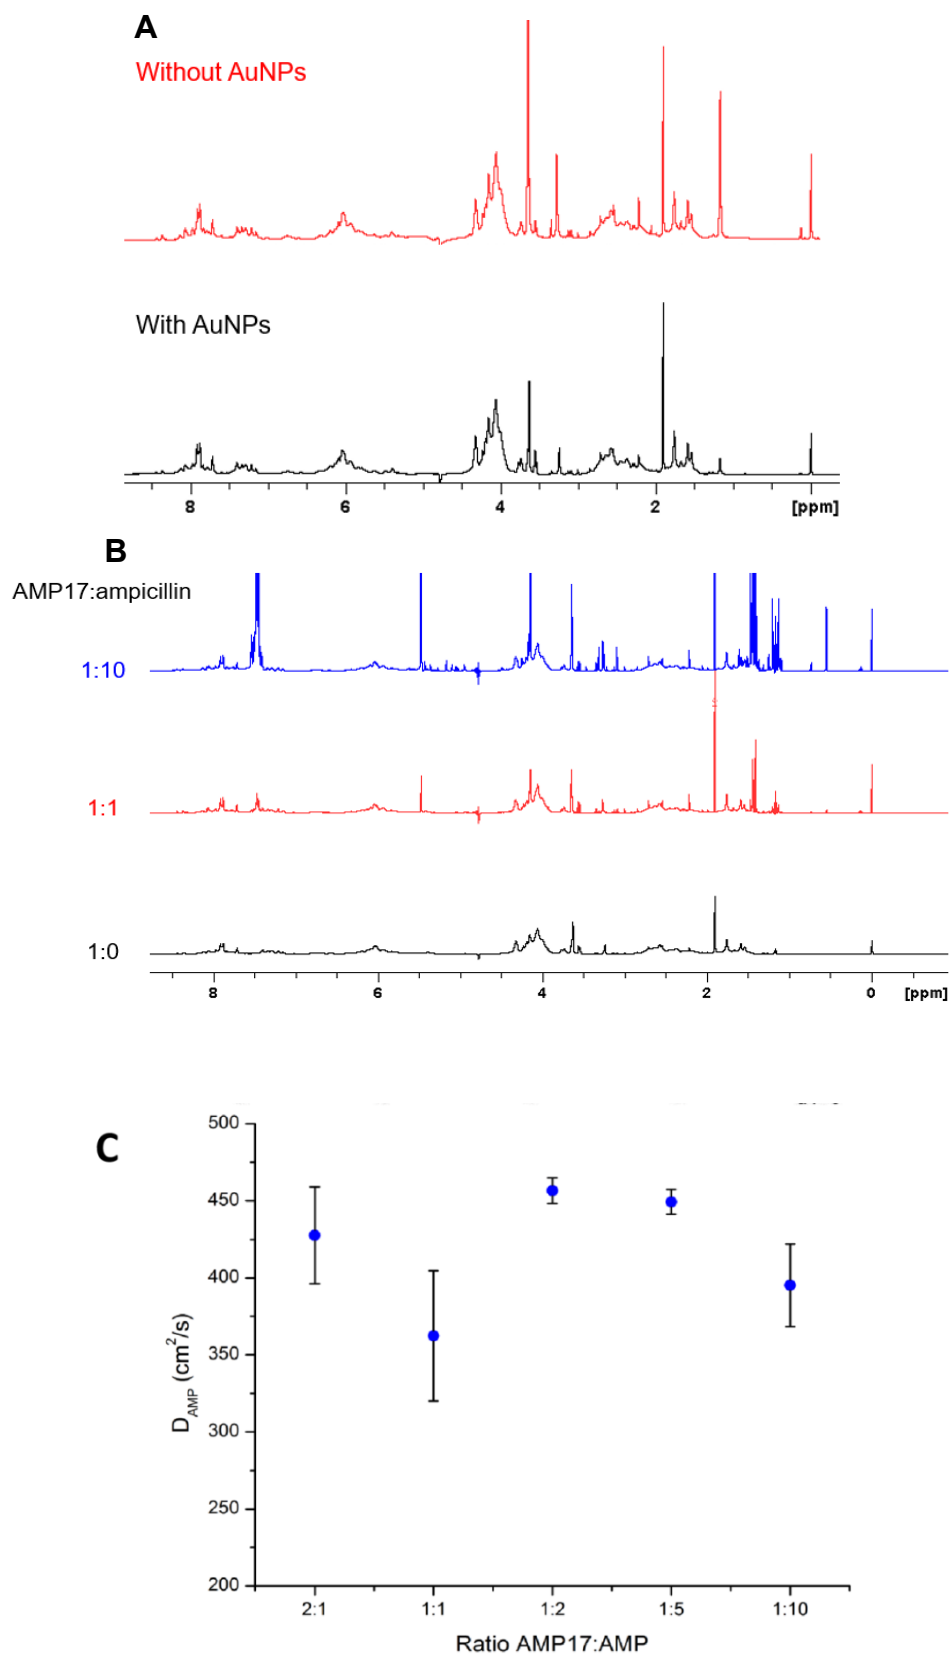 A
Without AuNPs
With AuNPs
8 6 4 2 [ppm]
B
AMP17:ampicillin
1:10
1:1
1:0
8 6 4 2 0 [ppm]
C
500
450
400
350
300
250
200
D_AMP (cm²/s)
2:1 1:1 1:2 1:5 1:10
Ratio AMP17:AMP